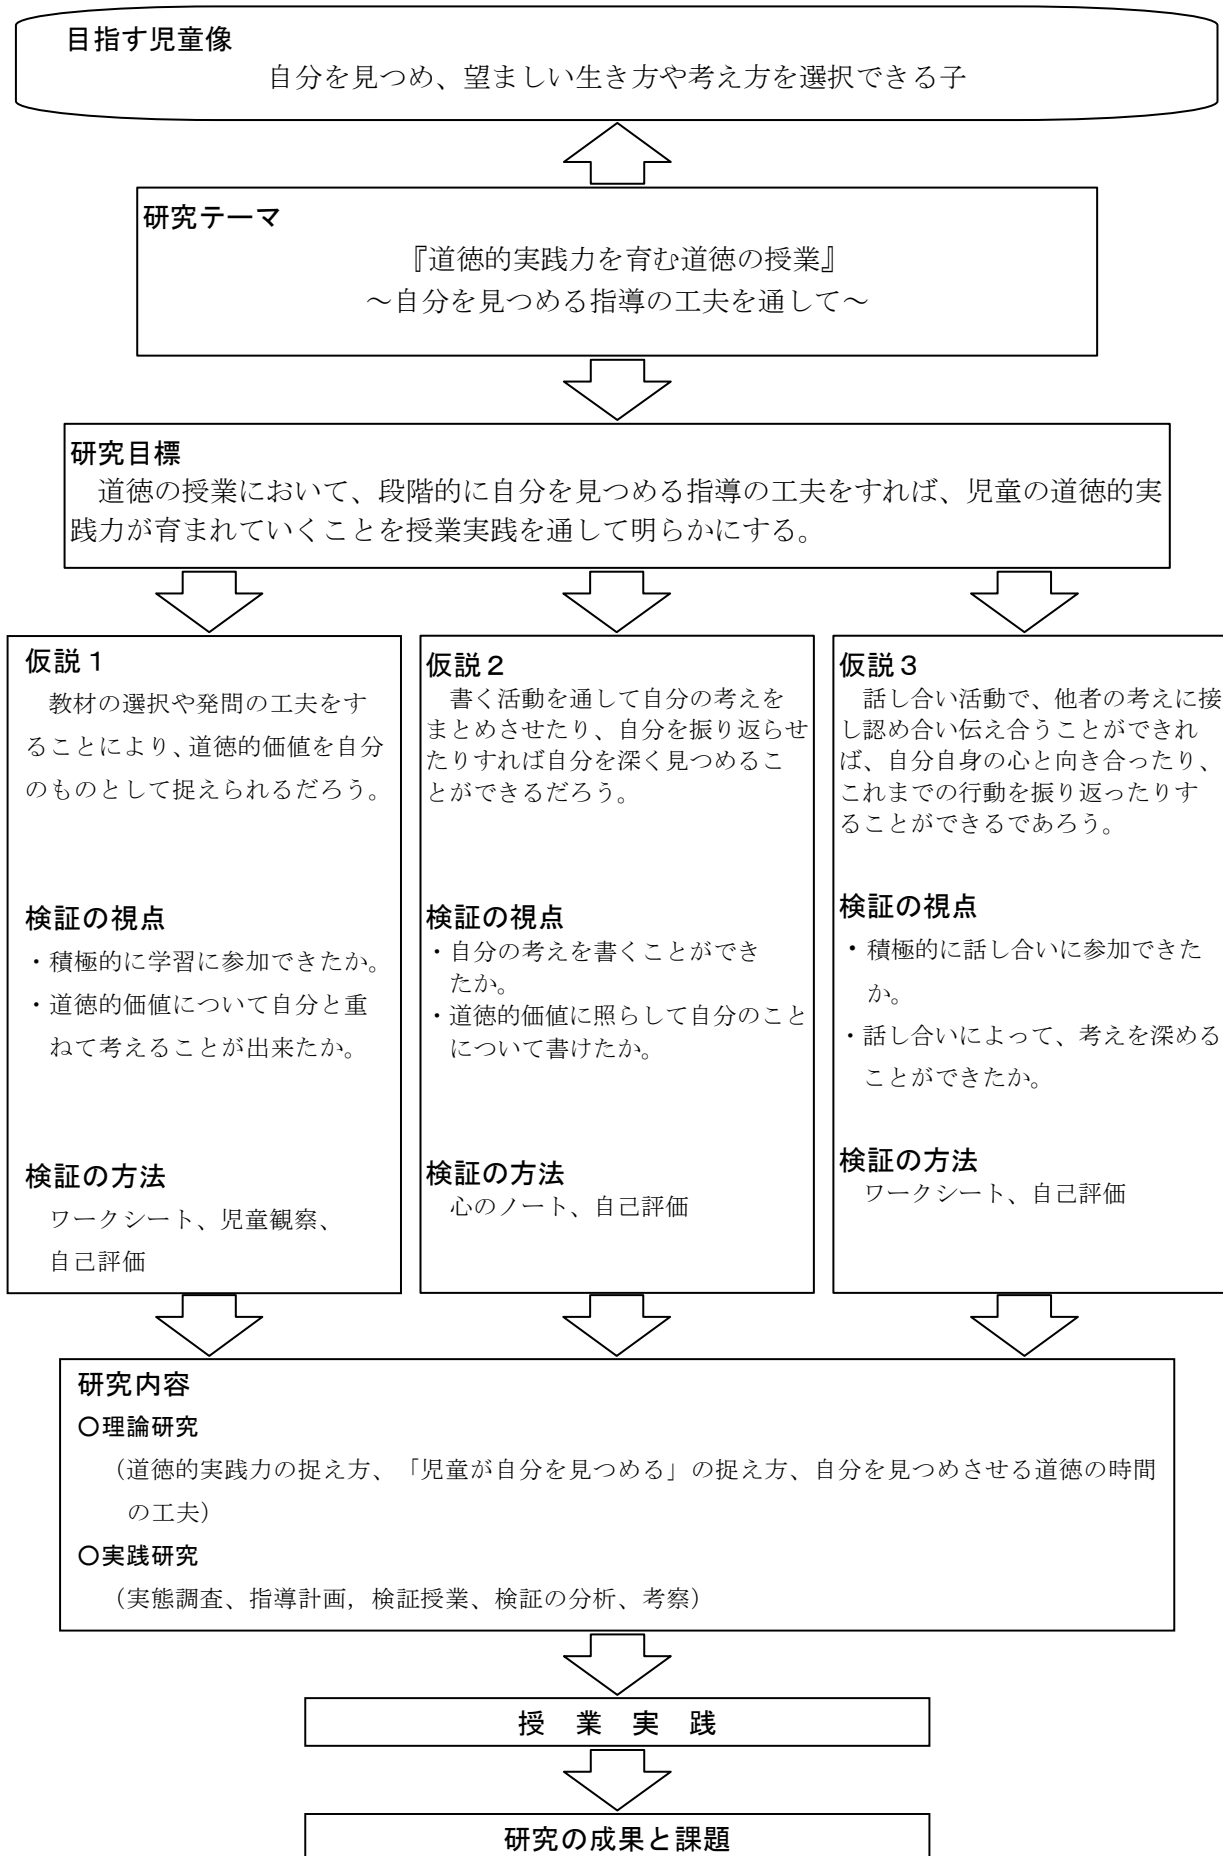 目指す児童像
自分を見つめ、望ましい生き方や考え方を選択できる子
研究テーマ
『道徳的実践力を育む道徳の授業』
～自分を見つめる指導の工夫を通して～
研究目標
道徳の授業において、段階的に自分を見つめる指導の工夫をすれば、児童の道徳的実
践力が育まれていくことを授業実践を通して明らかにする。
仮説１
教材の選択や発問の工夫をす
ることにより、道徳的価値を自分
のものとして捉えられるだろう。
検証の視点
・積極的に学習に参加できたか。
・道徳的価値について自分と重
ねて考えることが出来たか。
検証の方法
ワークシート、児童観察、
自己評価
仮説２
書く活動を通して自分の考えを
まとめさせたり、自分を振り返らせ
たりすれば自分を深く見つめるこ
とができるだろう。
検証の視点
・自分の考えを書くことができ
たか。
・道徳的価値に照らして自分のこと
について書けたか。
検証の方法
心のノート、自己評価
仮説３
話し合い活動で、他者の考えに接
し認め合い伝え合うことができれ
ば、自分自身の心と向き合ったり、
これまでの行動を振り返ったりす
ることができるであろう。
検証の視点
・積極的に話し合いに参加できた
か。
・話し合いによって、考えを深める
ことができたか。
検証の方法
ワークシート、自己評価
研究内容
〇理論研究
（道徳的実践力の捉え方、「児童が自分を見つめる」の捉え方、自分を見つめさせる道徳の時間
の工夫）
〇実践研究
（実態調査、指導計画，検証授業、検証の分析、考察）
授　業　実　践
研究の成果と課題